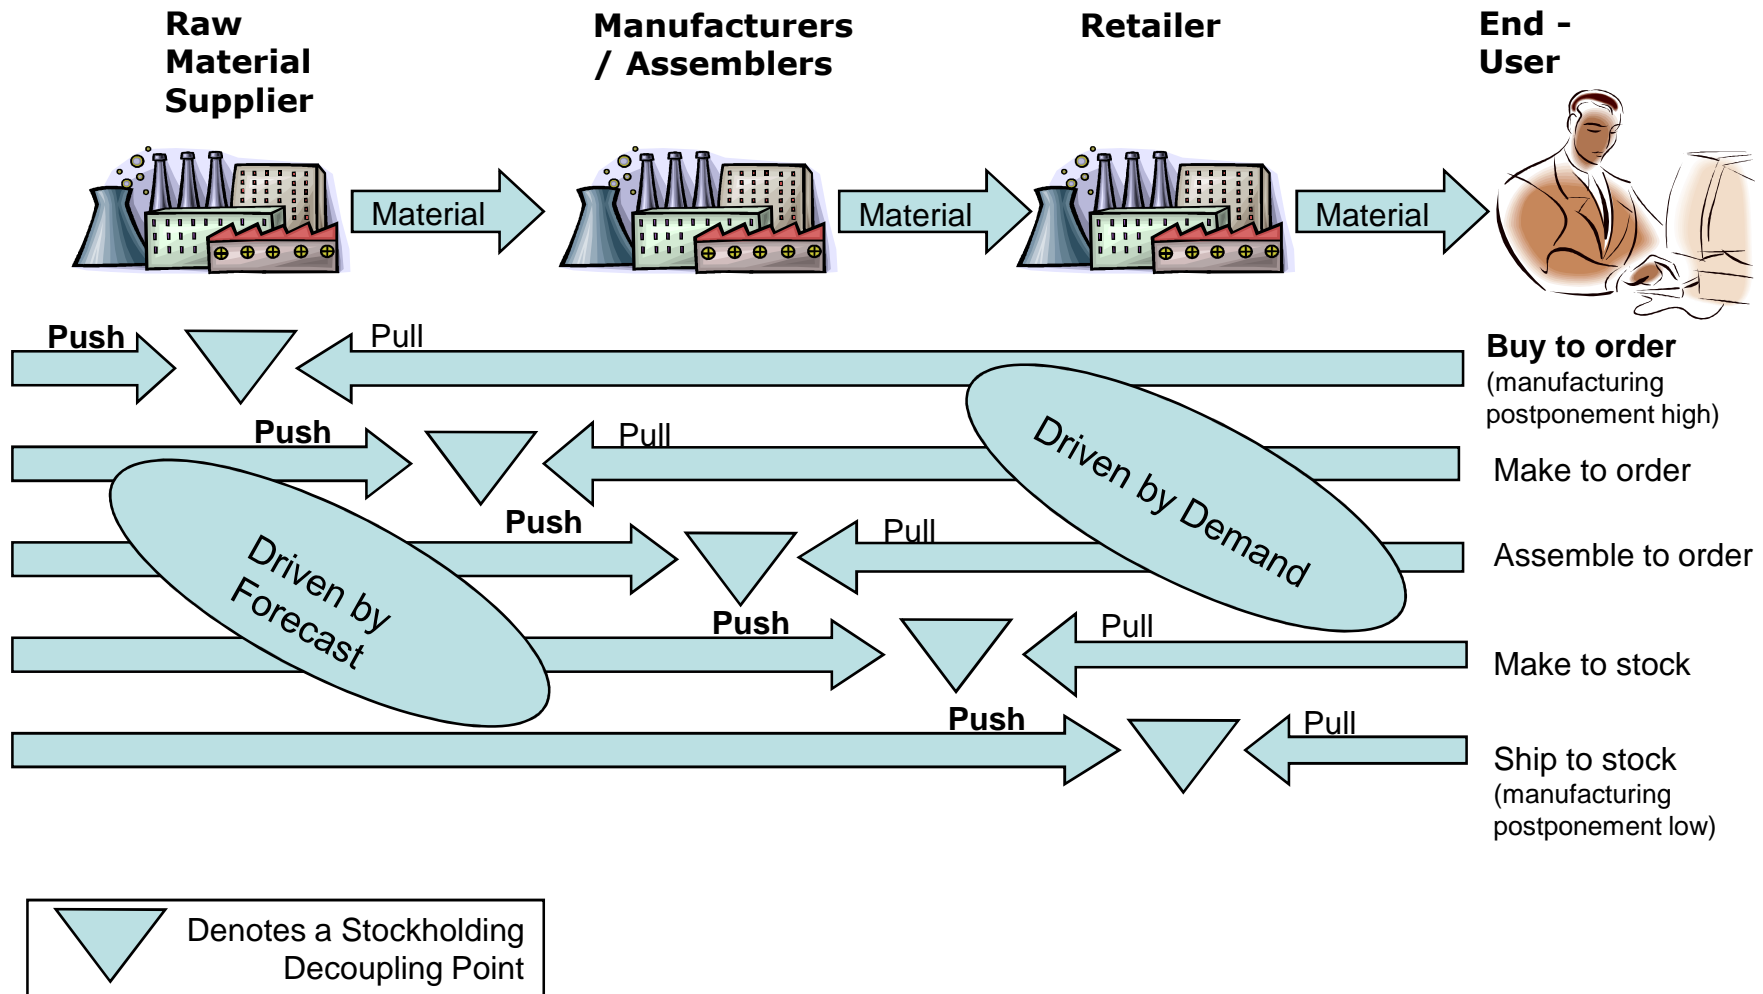 Raw
Material
Supplier
Manufacturers
/ Assemblers
Retailer
End -
User
Material
Material
Material
Push
Pull
Buy to order
(manufacturing
postponement high)
Push
Pull
Make to order
Driven by Demand
Push
Pull
Assemble to order
Driven by
Forecast
Push
Pull
Make to stock
Push
Pull
Ship to stock
(manufacturing
postponement low)
Denotes a Stockholding
Decoupling Point